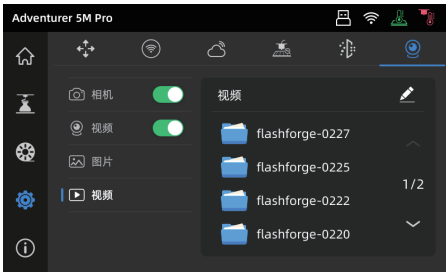 Adventurer 5M Pro
相机
视频
图片
视频
视频
flashforge-0227
flashforge-0225
flashforge-0222
flashforge-0220
1/2